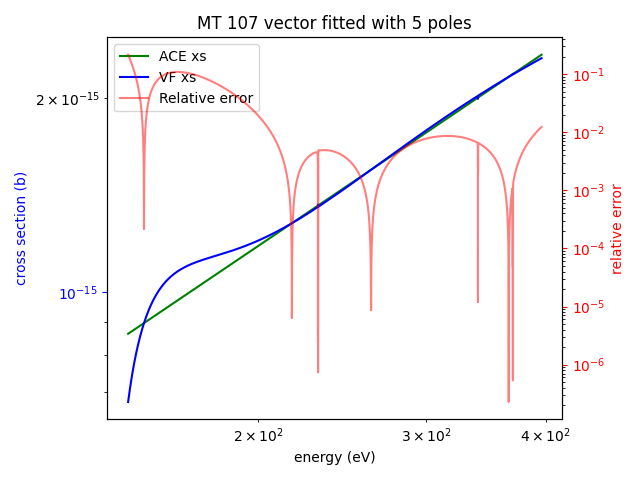 MT 107 vector fitted with 5 poles
ACE xs
VF xs
Relative error
2 × 10⁻¹⁵
10⁻¹⁵
cross section (b)
10⁻¹
10⁻²
10⁻³
10⁻⁴
10⁻⁵
10⁻⁶
relative error
2 × 10² 3 × 10² 4 × 10²
energy (eV)